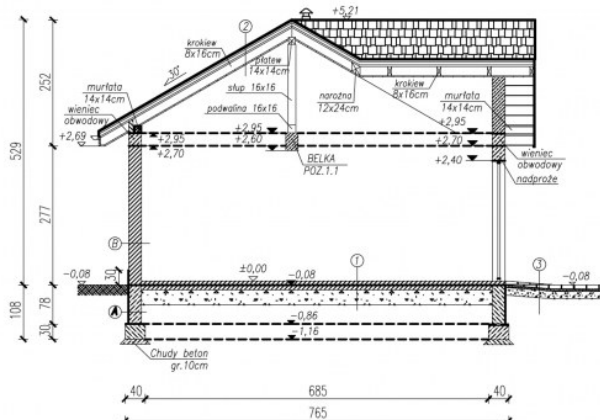 +5,21
②
krokiew
8x16cm
płatew
14x14cm
30°
słup 16x16
murłata
14x14cm
podwalina 16x16
narożna
12x24cm
krokiew
8x16cm
murłata
14x14cm
wieniec
obwodowy
+2,69
+2,95
+2,70
+2,95
+2,60
+2,95
+2,70
+2,40
BELKA
POZ.1.1
wieniec
obwodowy
nadproże
252
529
277
B
30
-0,08
±0,00
-0,08
①
③
-0,08
108
78
30
A
-0,86
-1,16
Chudy beton
gr.10cm
40
685
40
765